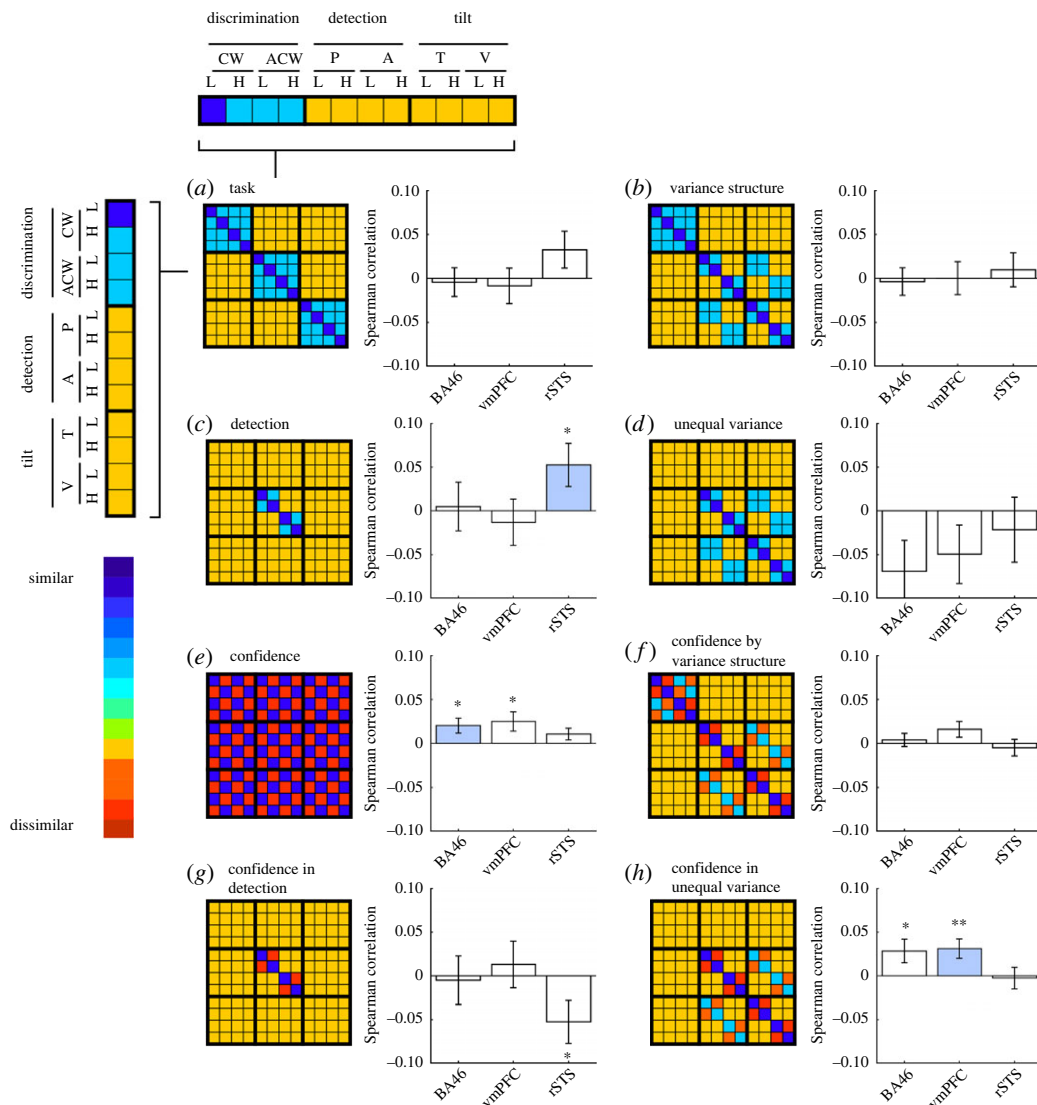 discrimination detection tilt
CW ACW P A T V
L H L H L H L H L H L H
discrimination detection tilt
CW ACW P A T V
L H L H L H L H L H L H
similar
dissimilar
(a) task
Spearman correlation
0.10
0.05
0
−0.05
−0.10
BA46 vmPFC rSTS
(b) variance structure
Spearman correlation
0.10
0.05
0
−0.05
−0.10
BA46 vmPFC rSTS
(c) detection
Spearman correlation
0.10
0.05
0
−0.05
−0.10
*
BA46 vmPFC rSTS
(d) unequal variance
Spearman correlation
0.10
0.05
0
−0.05
−0.10
BA46 vmPFC rSTS
(e) confidence
Spearman correlation
0.10
0.05
0
−0.05
−0.10
* *
BA46 vmPFC rSTS
(f) confidence by
variance structure
Spearman correlation
0.10
0.05
0
−0.05
−0.10
BA46 vmPFC rSTS
(g) confidence in
detection
Spearman correlation
0.10
0.05
0
−0.05
−0.10
*
BA46 vmPFC rSTS
(h) confidence in
unequal variance
Spearman correlation
0.10
0.05
0
−0.05
−0.10
* **
BA46 vmPFC rSTS